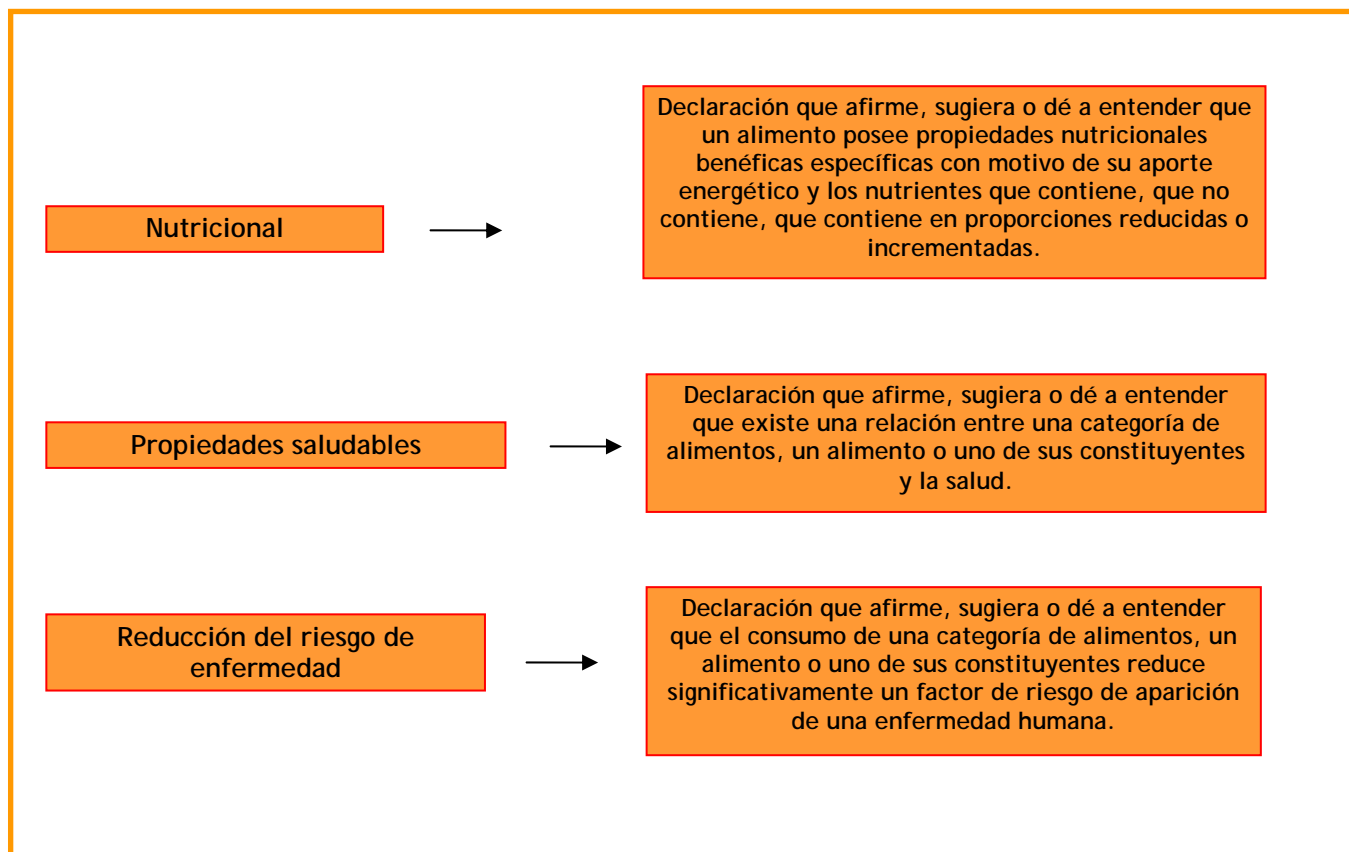 Nutricional
Declaración que afirme, sugiera o dé a entender que
un alimento posee propiedades nutricionales
benéficas específicas con motivo de su aporte
energético y los nutrientes que contiene, que no
contiene, que contiene en proporciones reducidas o
incrementadas.
Propiedades saludables
Declaración que afirme, sugiera o dé a entender
que existe una relación entre una categoría de
alimentos, un alimento o uno de sus constituyentes
y la salud.
Reducción del riesgo de
enfermedad
Declaración que afirme, sugiera o dé a entender
que el consumo de una categoría de alimentos, un
alimento o uno de sus constituyentes reduce
significativamente un factor de riesgo de aparición
de una enfermedad humana.